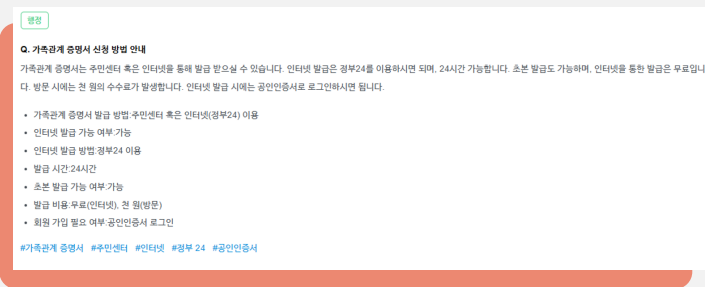 행정
Q. 가족관계 증명서 신청 방법 안내
가족관계 증명서는 주민센터 혹은 인터넷을 통해 발급 받으실 수 있습니다. 인터넷 발급은 정부24를 이용하시면 되며, 24시간 가능합니다. 초본 발급도 가능하며, 인터넷을 통한 발급은 무료입니
다. 방문 시에는 천 원의 수수료가 발생합니다. 인터넷 발급 시에는 공인인증서로 로그인하시면 됩니다.
• 가족관계 증명서 발급 방법:주민센터 혹은 인터넷(정부24) 이용
• 인터넷 발급 가능 여부:가능
• 인터넷 발급 방법:정부24 이용
• 발급 시간:24시간
• 초본 발급 가능 여부:가능
• 발급 비용:무료(인터넷), 천 원(방문)
• 회원 가입 필요 여부:공인인증서 로그인
#가족관계 증명서 #주민센터 #인터넷 #정부 24 #공인인증서